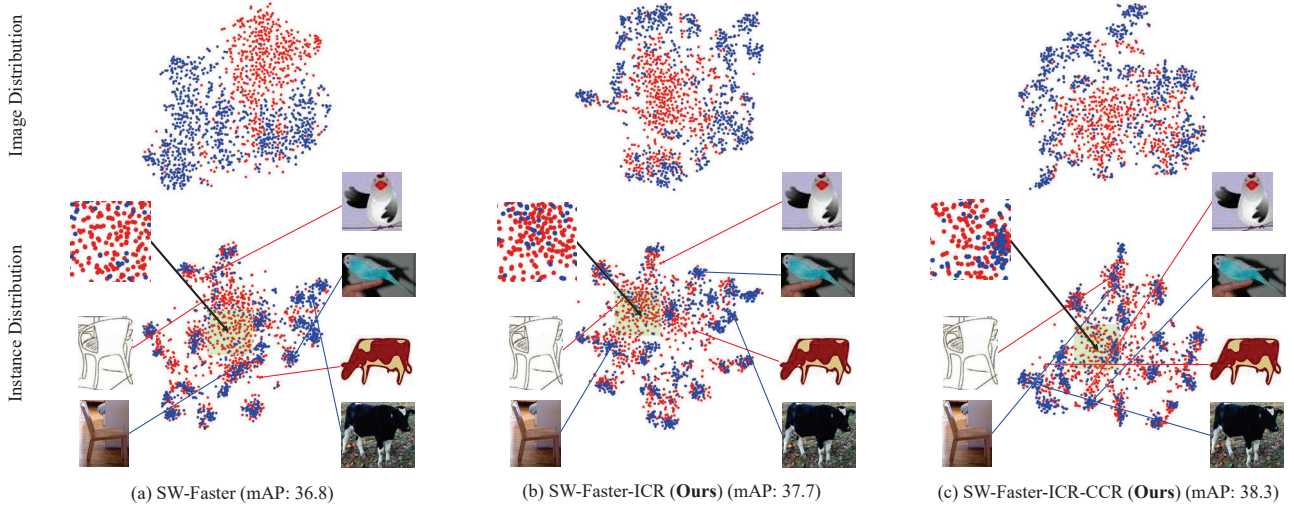 Image Distribution
Instance Distribution
(a) SW-Faster (mAP: 36.8)
(b) SW-Faster-ICR (Ours) (mAP: 37.7)
(c) SW-Faster-ICR-CCR (Ours) (mAP: 38.3)